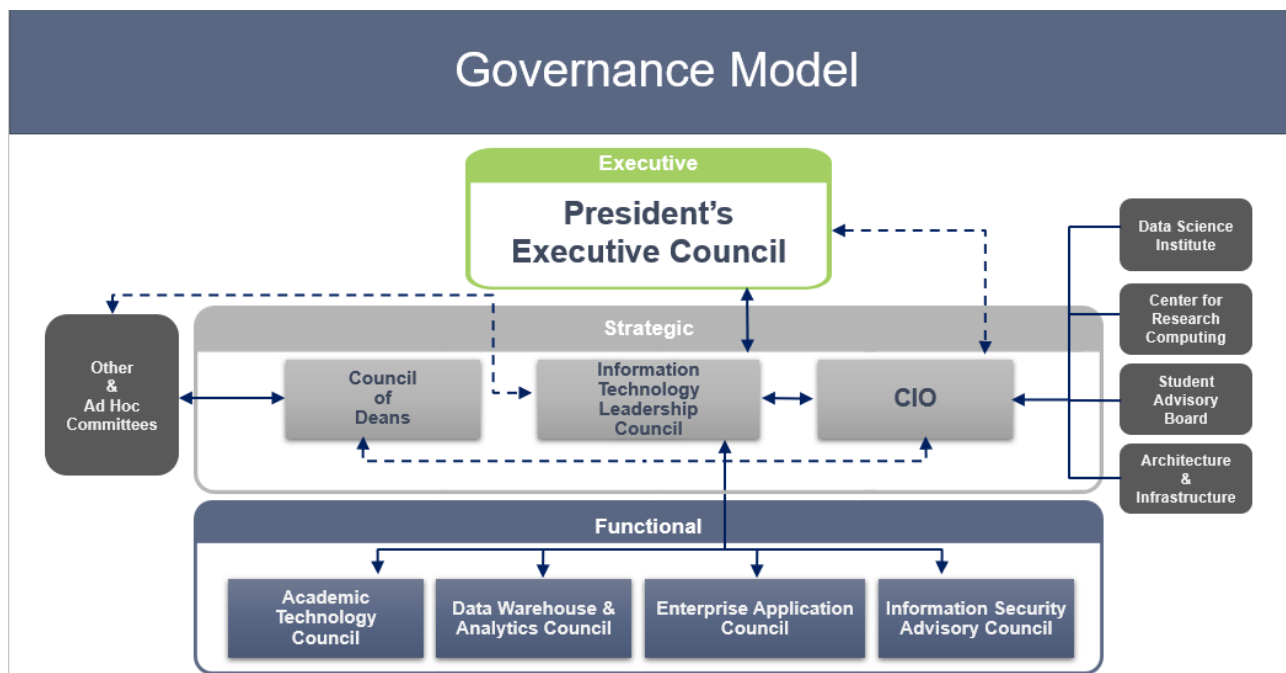 Governance Model
Executive
President’s
Executive Council
Strategic
Other
&
Ad Hoc
Committees
Council
of
Deans
Information
Technology
Leadership
Council
CIO
Data Science
Institute
Center for
Research
Computing
Student
Advisory
Board
Architecture
&
Infrastructure
Functional
Academic
Technology
Council
Data Warehouse &
Analytics Council
Enterprise Application
Council
Information Security
Advisory Council